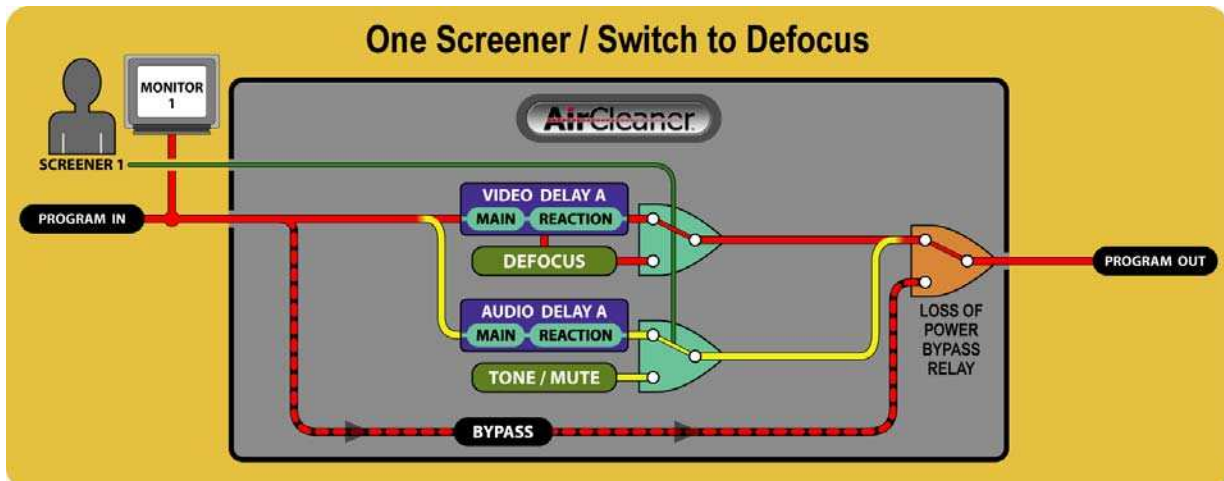 One Screener / Switch to Defocus
MONITOR
1
AirCleaner
SCREENER 1
VIDEO DELAY A
MAIN REACTION
PROGRAM IN
DEFOCUS
PROGRAM OUT
AUDIO DELAY A
MAIN REACTION
LOSS OF
POWER
BYPASS
RELAY
TONE / MUTE
BYPASS